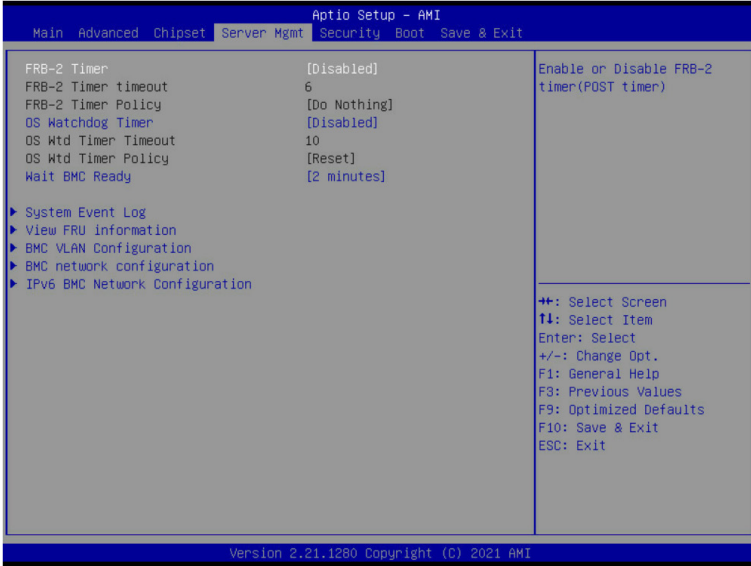 Aptio Setup – AMI
Main Advanced Chipset Server Mgmt Security Boot Save & Exit
FRB-2 Timer [Disabled]
FRB-2 Timer timeout 6
FRB-2 Timer Policy [Do Nothing]
OS Watchdog Timer [Disabled]
OS Wtd Timer Timeout 10
OS Wtd Timer Policy [Reset]
Wait BMC Ready [2 minutes]
System Event Log
View FRU information
BMC VLAN Configuration
BMC network configuration
IPv6 BMC Network Configuration
Enable or Disable FRB-2
timer(POST timer)
→←: Select Screen
↑↓: Select Item
Enter: Select
+/-: Change Opt.
F1: General Help
F3: Previous Values
F9: Optimized Defaults
F10: Save & Exit
ESC: Exit
Version 2.21.1280 Copyright (C) 2021 AMI